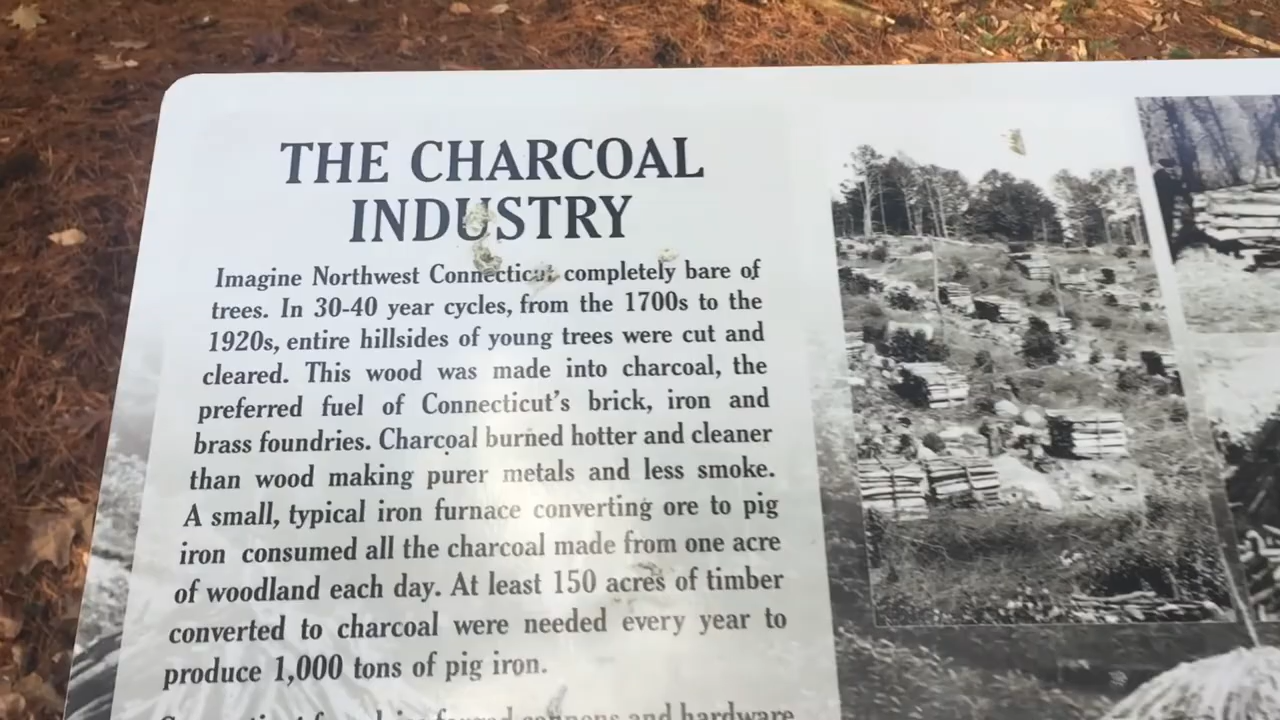 THE CHARCOAL
INDUSTRY
Imagine Northwest Connecticut completely bare of
trees. In 30-40 year cycles, from the 1700s to the
1920s, entire hillsides of young trees were cut and
cleared. This wood was made into charcoal, the
preferred fuel of Connecticut's brick, iron and
brass foundries. Charcoal burned hotter and cleaner
than wood making purer metals and less smoke.
A small, typical iron furnace converting ore to pig
iron consumed all the charcoal made from one acre
of woodland each day. At least 150 acres of timber
converted to charcoal were needed every year to
produce 1,000 tons of pig iron.
and hardware